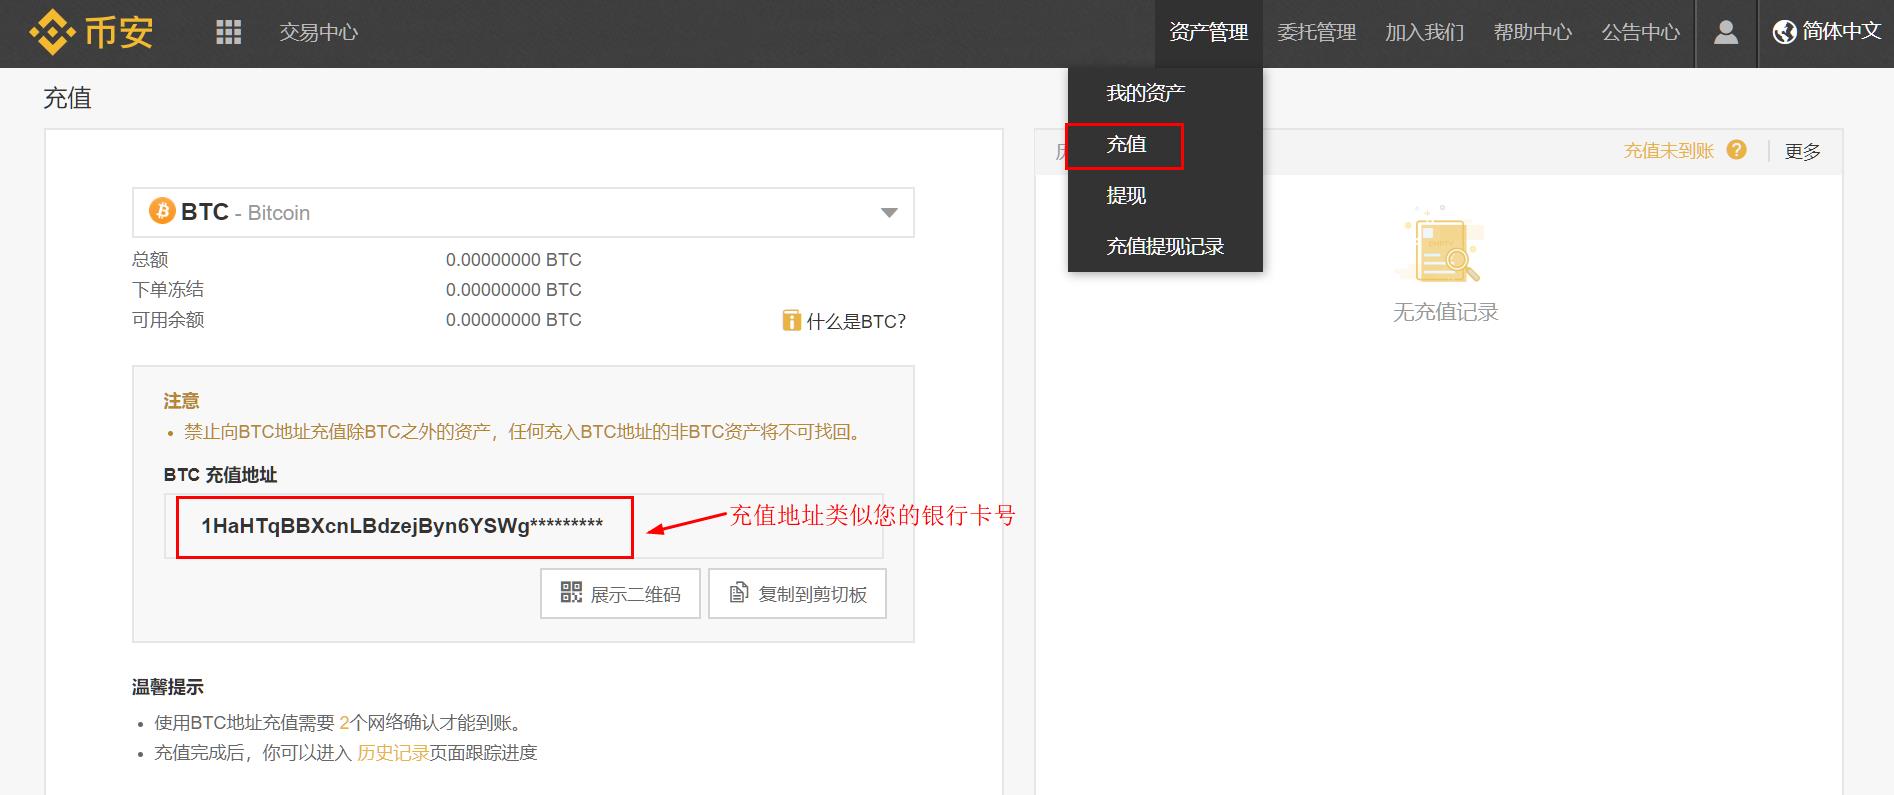 币安
交易中心
资产管理
委托管理
加入我们
帮助中心
公告中心
简体中文
我的资产
充值
提现
充值提现记录
充值
BTC - Bitcoin
总额 0.00000000 BTC
下单冻结 0.00000000 BTC
可用余额 0.00000000 BTC
什么是BTC?
注意
• 禁止向BTC地址充值除BTC之外的资产，任何充入BTC地址的非BTC资产将不可找回。
BTC 充值地址
1HaHTqBBXcnLBdzejByn6YSWg*********
充值地址类似您的银行卡号
展示二维码
复制到剪切板
温馨提示
• 使用BTC地址充值需要 2个网络确认才能到账。
• 充值完成后，你可以进入 历史记录页面跟踪进度
充值未到账 ?
更多
EMPTY
无充值记录